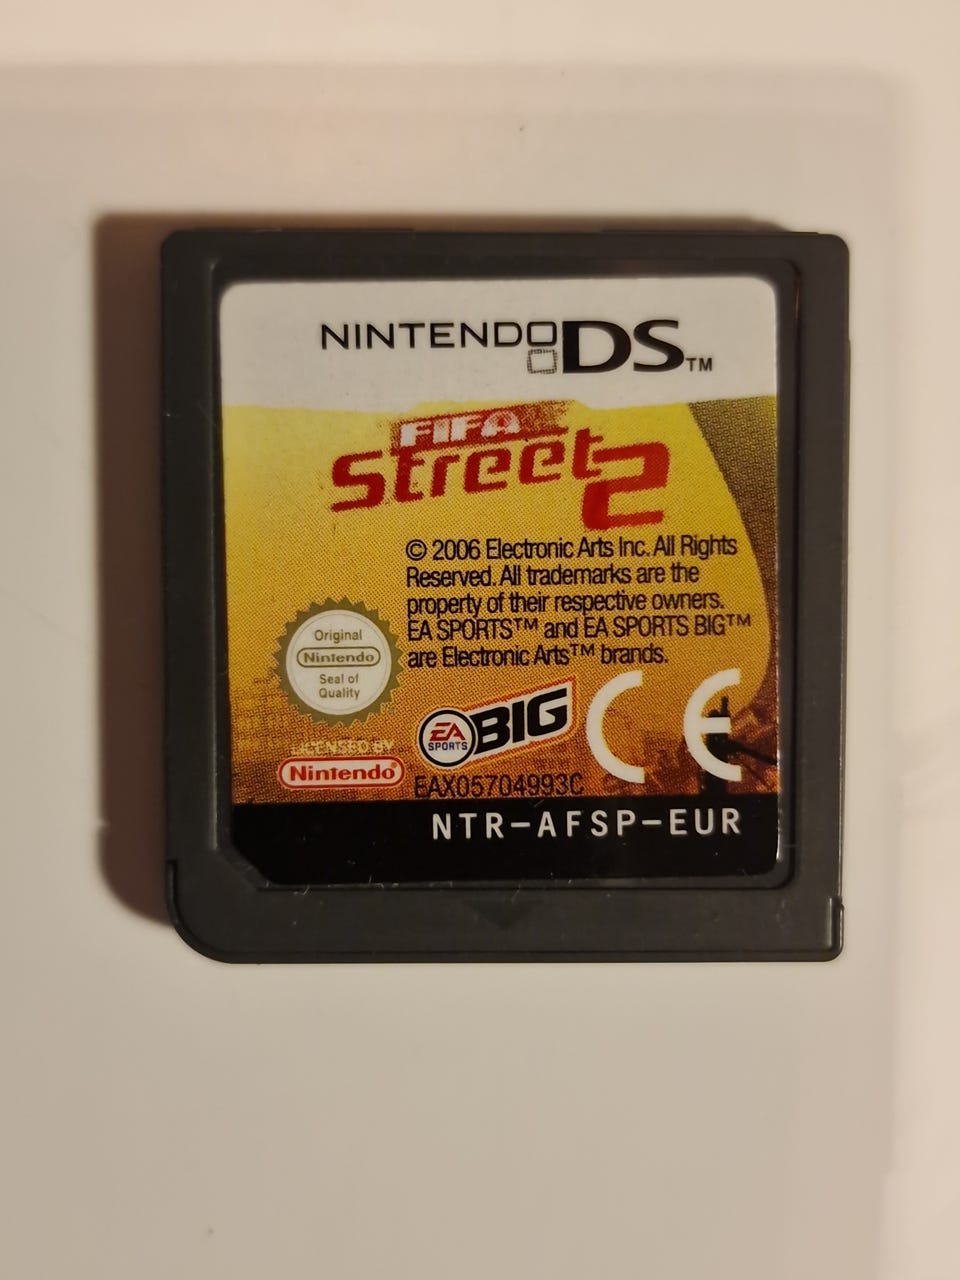 NINTENDO DS™
FIFA
Street 2
© 2006 Electronic Arts Inc. All Rights
Reserved. All trademarks are the
property of their respective owners.
EA SPORTS™ and EA SPORTS BIG™
are Electronic Arts™ brands.
Original
Nintendo
Seal of
Quality
LICENSED BY
Nintendo®
EA
SPORTS
BIG
CE
EAX05704993C
NTR-AFSP-EUR